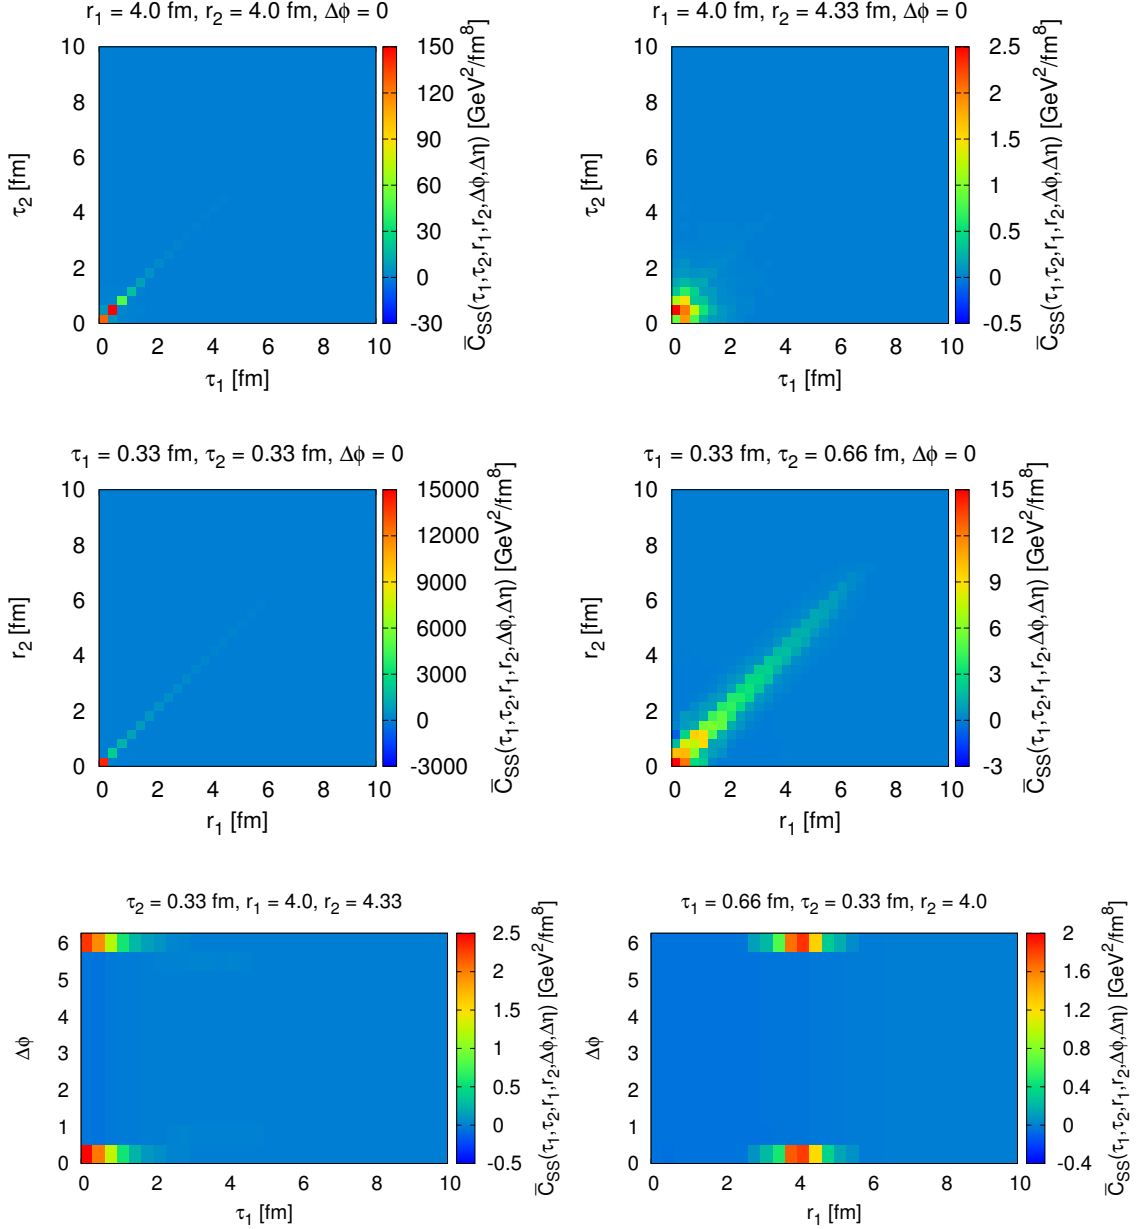 r1 = 4.0 fm, r2 = 4.0 fm, Δϕ = 0
10
8
6
4
2
0
τ2 [fm]
0 2 4 6 8 10
τ1 [fm]
150
120
90
60
30
0
-30
C̅SS(τ1,τ2,r1,r2,Δϕ,Δη) [GeV²/fm⁸]
r1 = 4.0 fm, r2 = 4.33 fm, Δϕ = 0
10
8
6
4
2
0
τ2 [fm]
0 2 4 6 8 10
τ1 [fm]
2.5
2
1.5
1
0.5
0
-0.5
C̅SS(τ1,τ2,r1,r2,Δϕ,Δη) [GeV²/fm⁸]
τ1 = 0.33 fm, τ2 = 0.33 fm, Δϕ = 0
10
8
6
4
2
0
r2 [fm]
0 2 4 6 8 10
r1 [fm]
15000
12000
9000
6000
3000
0
-3000
C̅SS(τ1,τ2,r1,r2,Δϕ,Δη) [GeV²/fm⁸]
τ1 = 0.33 fm, τ2 = 0.66 fm, Δϕ = 0
10
8
6
4
2
0
r2 [fm]
0 2 4 6 8 10
r1 [fm]
15
12
9
6
3
0
-3
C̅SS(τ1,τ2,r1,r2,Δϕ,Δη) [GeV²/fm⁸]
τ2 = 0.33 fm, r1 = 4.0, r2 = 4.33
6
5
4
3
2
1
0
Δϕ
0 2 4 6 8 10
τ1 [fm]
2.5
2
1.5
1
0.5
0
-0.5
C̅SS(τ1,τ2,r1,r2,Δϕ,Δη) [GeV²/fm⁸]
τ1 = 0.66 fm, τ2 = 0.33 fm, r2 = 4.0
6
5
4
3
2
1
0
Δϕ
0 2 4 6 8 10
r1 [fm]
2
1.6
1.2
0.8
0.4
0
-0.4
C̅SS(τ1,τ2,r1,r2,Δϕ,Δη) [GeV²/fm⁸]